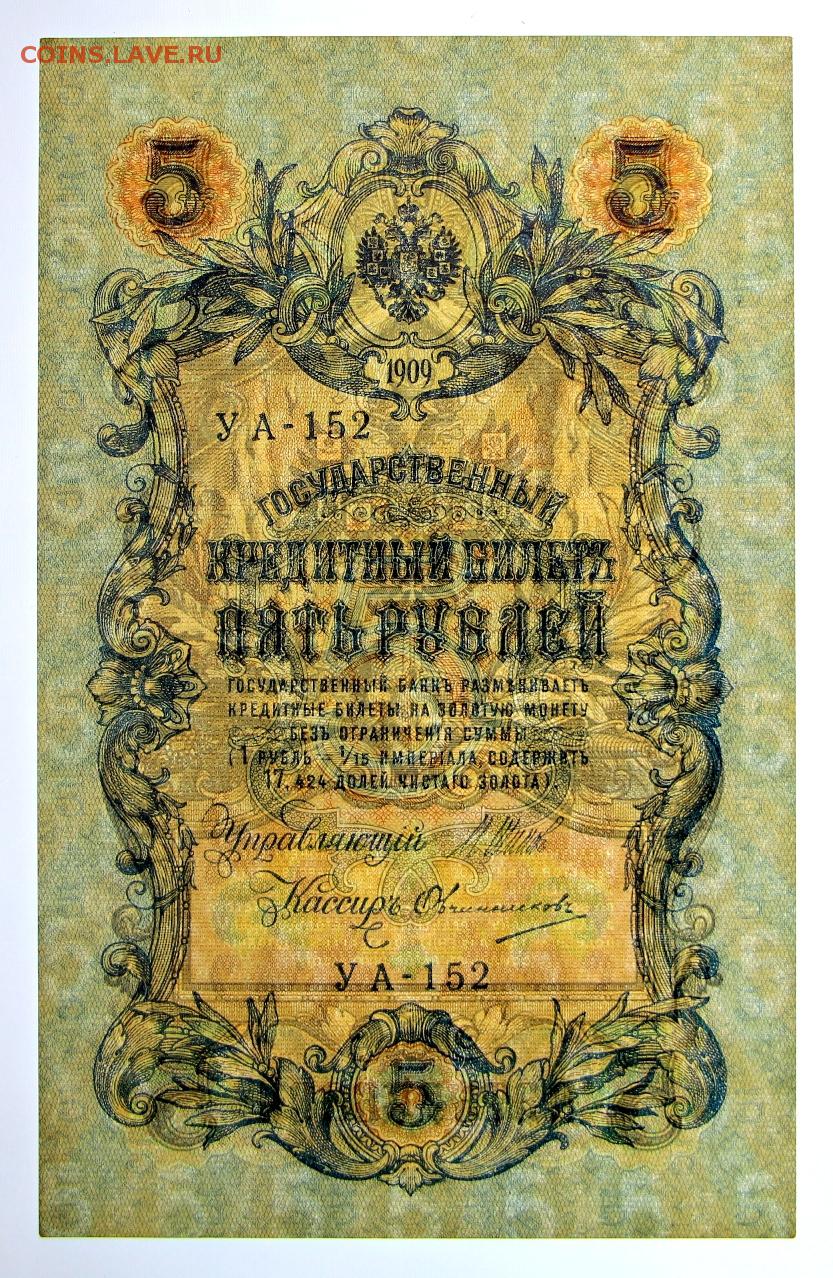 COINS.LAVE.RU
5 5
1909
УА-152
ГОСУДАРСТВЕННЫЙ
КРЕДИТНЫЙ БИЛЕТЪ
ПЯТЬ РУБЛЕЙ
ГОСУДАРСТВЕННЫЙ БАНКЪ РАЗМѢНИВАЕТЪ
КРЕДИТНЫЕ БИЛЕТЫ НА ЗОЛОТУЮ МОНЕТУ
БЕЗЪ ОГРАНИЧЕНІЯ СУММЫ
(1 РУБЛЬ = 1/15 ИМПЕРІАЛА, СОДЕРЖИТЪ
17,424 ДОЛЕЙ ЧИСТАГО ЗОЛОТА).
Управляющій
Кассиръ Овчинниковъ
УА-152
5